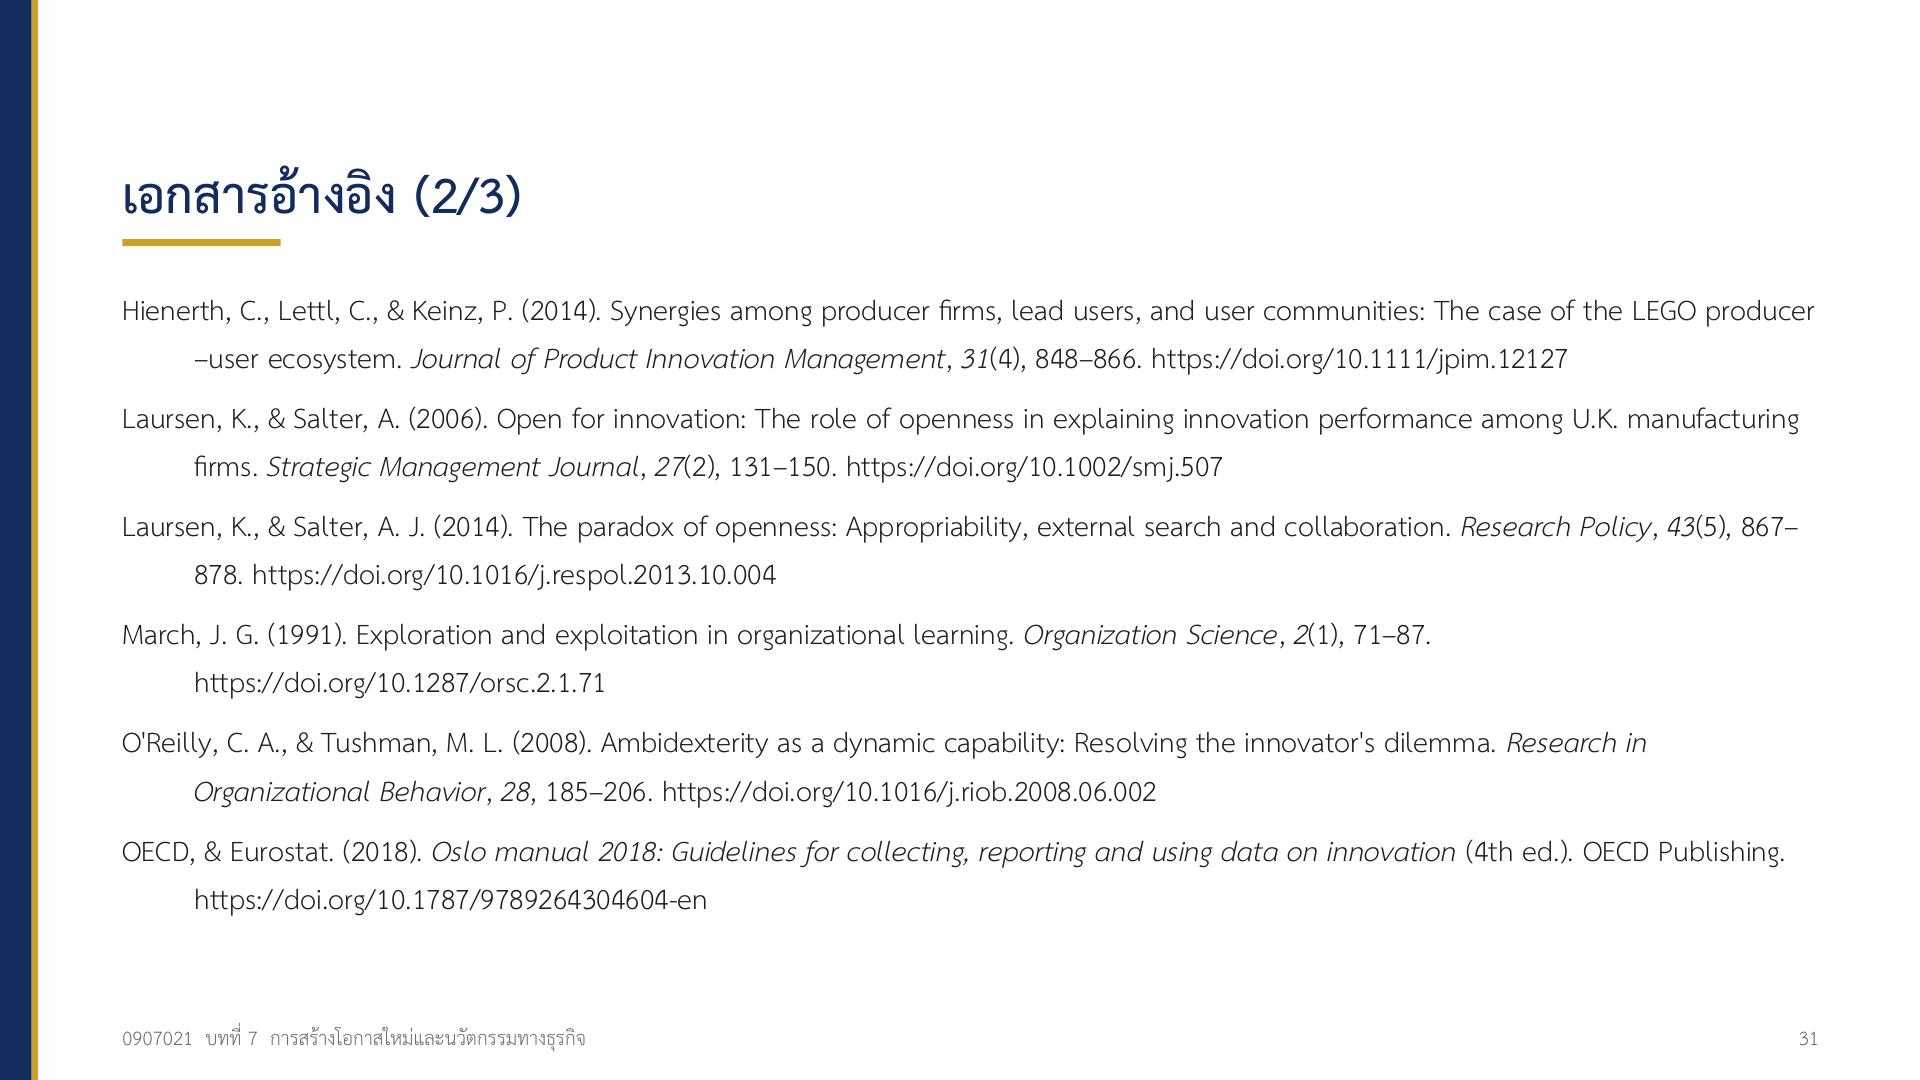 เอกสารอ้างอิง (2/3)
Hienerth, C., Lettl, C., & Keinz, P. (2014). Synergies among producer firms, lead users, and user communities: The case of the LEGO producer
–user ecosystem. Journal of Product Innovation Management, 31(4), 848–866. https://doi.org/10.1111/jpim.12127
Laursen, K., & Salter, A. (2006). Open for innovation: The role of openness in explaining innovation performance among U.K. manufacturing
firms. Strategic Management Journal, 27(2), 131–150. https://doi.org/10.1002/smj.507
Laursen, K., & Salter, A. J. (2014). The paradox of openness: Appropriability, external search and collaboration. Research Policy, 43(5), 867–
878. https://doi.org/10.1016/j.respol.2013.10.004
March, J. G. (1991). Exploration and exploitation in organizational learning. Organization Science, 2(1), 71–87.
https://doi.org/10.1287/orsc.2.1.71
O'Reilly, C. A., & Tushman, M. L. (2008). Ambidexterity as a dynamic capability: Resolving the innovator's dilemma. Research in
Organizational Behavior, 28, 185–206. https://doi.org/10.1016/j.riob.2008.06.002
OECD, & Eurostat. (2018). Oslo manual 2018: Guidelines for collecting, reporting and using data on innovation (4th ed.). OECD Publishing.
https://doi.org/10.1787/9789264304604-en
0907021 บทที่ 7 การสร้างโอกาสใหม่และนวัตกรรมทางธุรกิจ
31